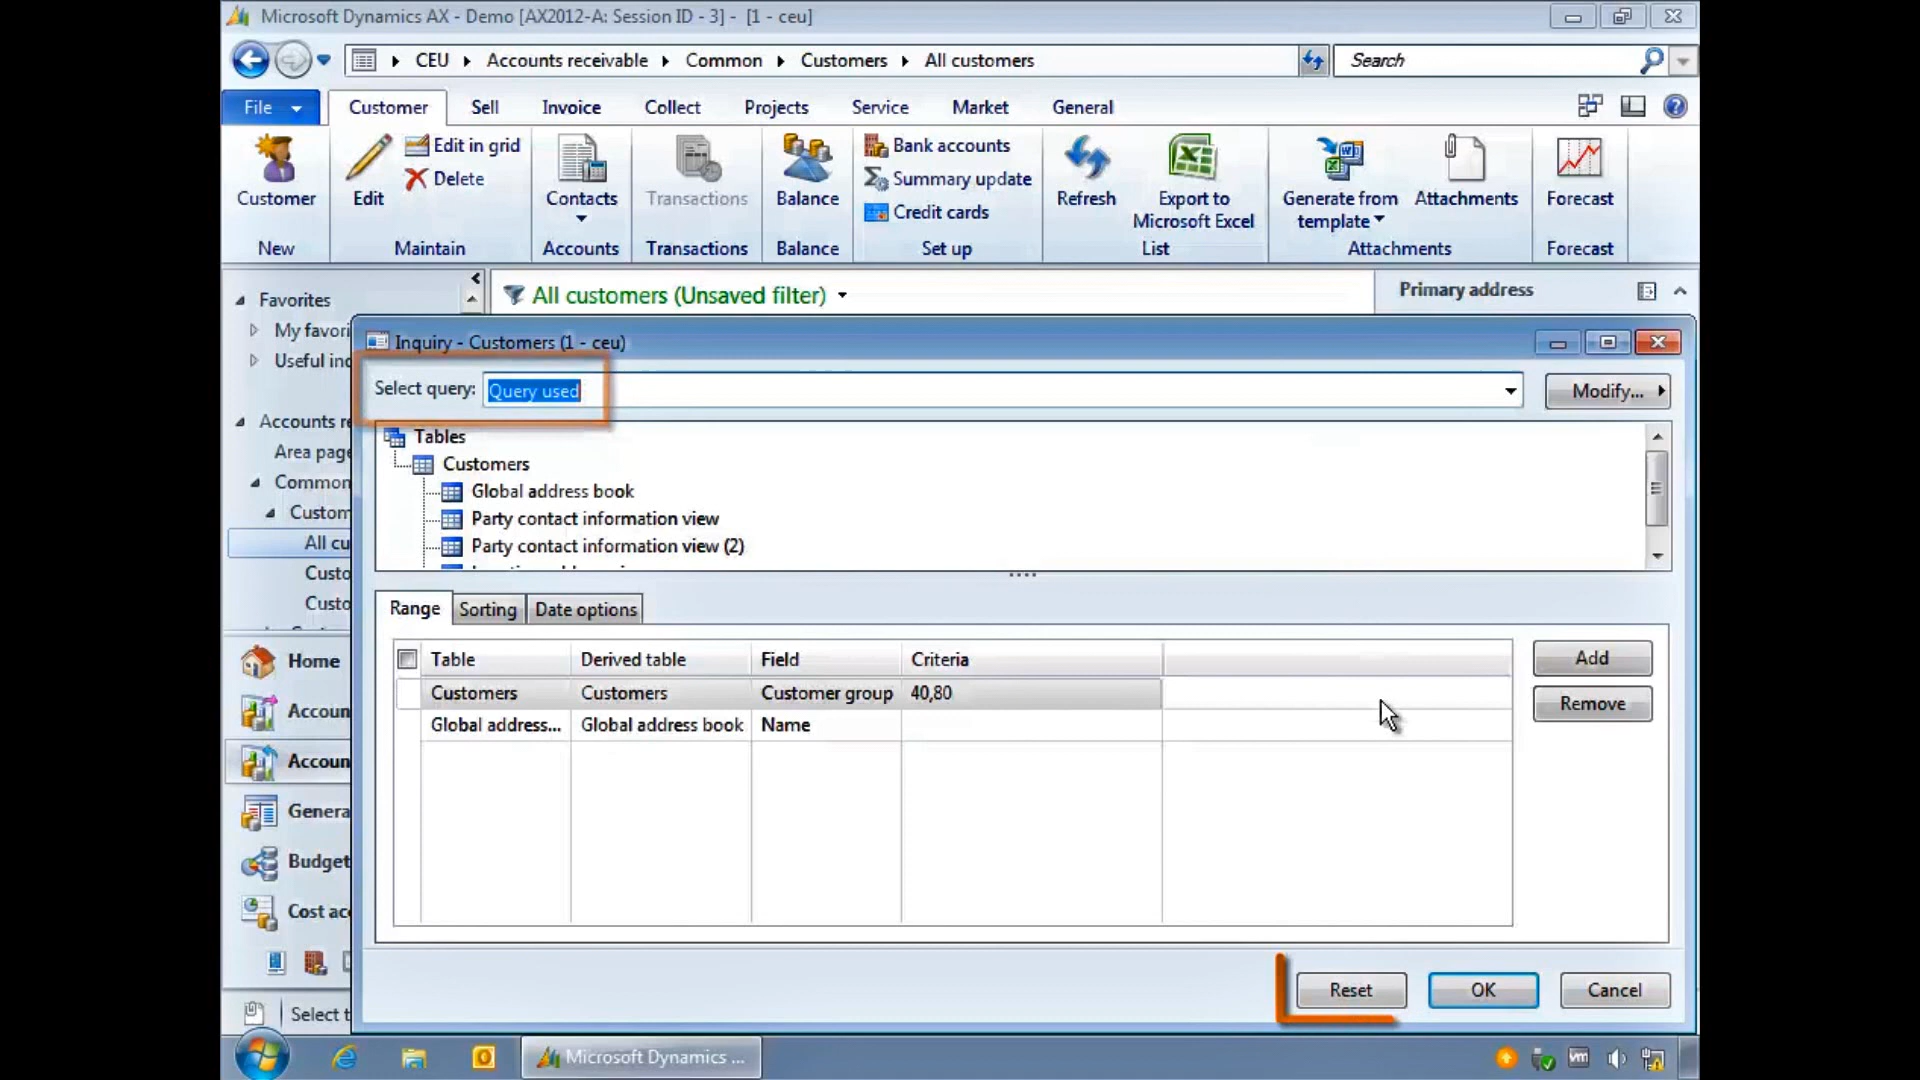 Microsoft Dynamics AX - Demo [AX2012-A: Session ID - 3] - [1 - ceu]
CEU Accounts receivable Common Customers All customers Search
File Customer Sell Invoice Collect Projects Service Market General
Customer
New
Edit
Edit in grid
Delete
Maintain
Contacts
Accounts
Transactions
Transactions
Balance
Balance
Bank accounts
Summary update
Credit cards
Set up
Refresh
Export to
Microsoft Excel
List
Generate from
template
Attachments
Attachments
Forecast
Forecast
Favorites
My favori
Useful inq
Accounts re
Area page
Common
Custom
All cu
Custo
Custo
Home
Accoun
Accoun
Genera
Budget
Cost acc
Select t
All customers (Unsaved filter)
Primary address
Inquiry - Customers (1 - ceu)
Select query: Query used Modify...
Tables
Customers
Global address book
Party contact information view
Party contact information view (2)
Range Sorting Date options
Table Derived table Field Criteria
Customers Customers Customer group 40,80
Global address... Global address book Name
Add
Remove
Reset OK Cancel
Microsoft Dynamics ...